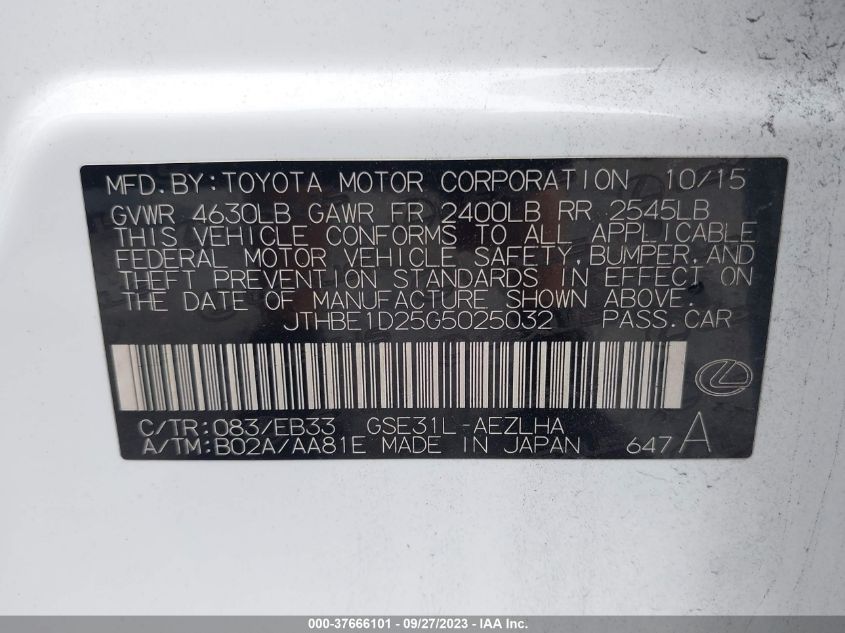 MFD. BY: TOYOTA MOTOR CORPORATION 10/15
GVWR 4630LB GAWR FR 2400LB RR 2545LB
THIS VEHICLE CONFORMS TO ALL APPLICABLE
FEDERAL MOTOR VEHICLE SAFETY, BUMPER, AND
THEFT PREVENTION STANDARDS IN EFFECT ON
THE DATE OF MANUFACTURE SHOWN ABOVE.
JTHBE1D25G5025032 PASS. CAR
C/TR: 083/EB33 GSE31L-AEZLHA
A/TM: B02A/AA81E MADE IN JAPAN 647A
000-37666101 - 09/27/2023 - IAA Inc.